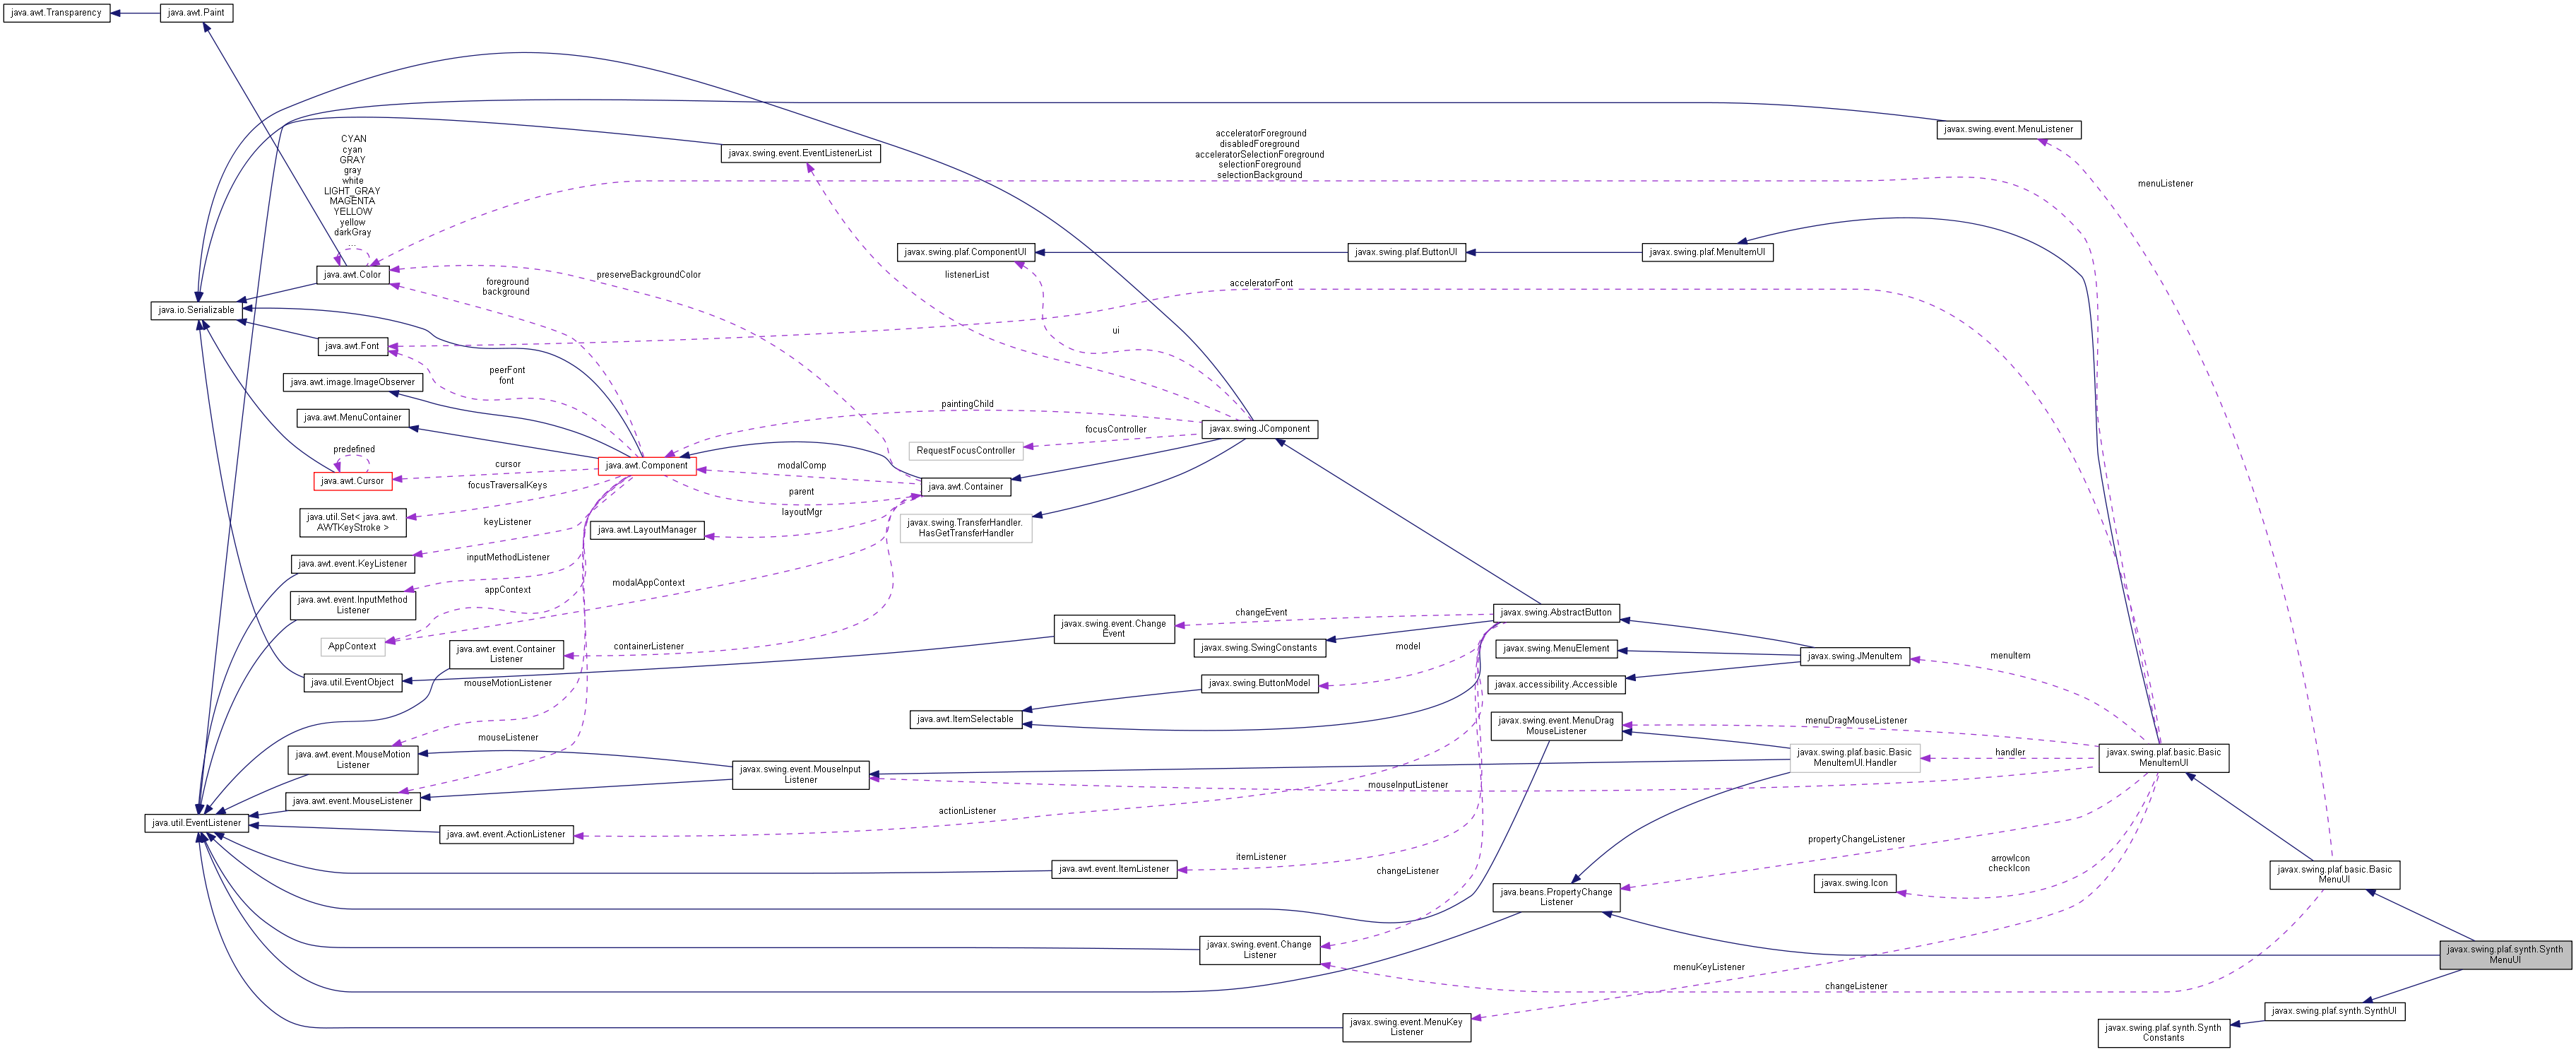 java.awt.Transparency
java.awt.Paint
javax.swing.event.MenuListener
CYAN
cyan
GRAY
gray
white
LIGHT_GRAY
MAGENTA
YELLOW
yellow
darkGray
...
javax.swing.event.EventListenerList
acceleratorForeground
disabledForeground
acceleratorSelectionForeground
selectionForeground
selectionBackground
menuListener
javax.swing.plaf.ComponentUI
javax.swing.plaf.ButtonUI
javax.swing.plaf.MenuItemUI
java.awt.Color
foreground
background
preserveBackgroundColor
listenerList
acceleratorFont
java.io.Serializable
ui
java.awt.Font
peerFont
font
java.awt.image.ImageObserver
java.awt.MenuContainer
paintingChild
javax.swing.JComponent
focusController
RequestFocusController
predefined
java.awt.Cursor
cursor
java.awt.Component
modalComp
java.awt.Container
focusTraversalKeys
parent
layoutMgr
java.util.Set< java.awt.
AWTKeyStroke >
keyListener
java.awt.LayoutManager
javax.swing.TransferHandler.
HasGetTransferHandler
java.awt.event.KeyListener
inputMethodListener
appContext
modalAppContext
java.awt.event.InputMethod
Listener
AppContext
java.awt.event.Container
Listener
containerListener
javax.swing.event.Change
Event
changeEvent
javax.swing.AbstractButton
javax.swing.SwingConstants
model
javax.swing.MenuElement
javax.swing.JMenuItem
menuItem
java.util.EventObject
mouseMotionListener
javax.swing.ButtonModel
javax.accessibility.Accessible
java.awt.ItemSelectable
javax.swing.event.MenuDrag
MouseListener
menuDragMouseListener
mouseListener
java.awt.event.MouseMotion
Listener
javax.swing.plaf.basic.Basic
MenuItemUI.Handler
handler
javax.swing.plaf.basic.Basic
MenuItemUI
javax.swing.event.MouseInput
Listener
mouseInputListener
java.awt.event.MouseListener
java.util.EventListener
java.awt.event.ActionListener
actionListener
propertyChangeListener
itemListener
java.awt.event.ItemListener
changeListener
arrowIcon
checkIcon
javax.swing.plaf.basic.Basic
MenuUI
javax.swing.Icon
java.beans.PropertyChange
Listener
javax.swing.event.Change
Listener
javax.swing.plaf.synth.Synth
MenuUI
menuKeyListener
changeListener
javax.swing.event.MenuKey
Listener
javax.swing.plaf.synth.SynthUI
javax.swing.plaf.synth.Synth
Constants